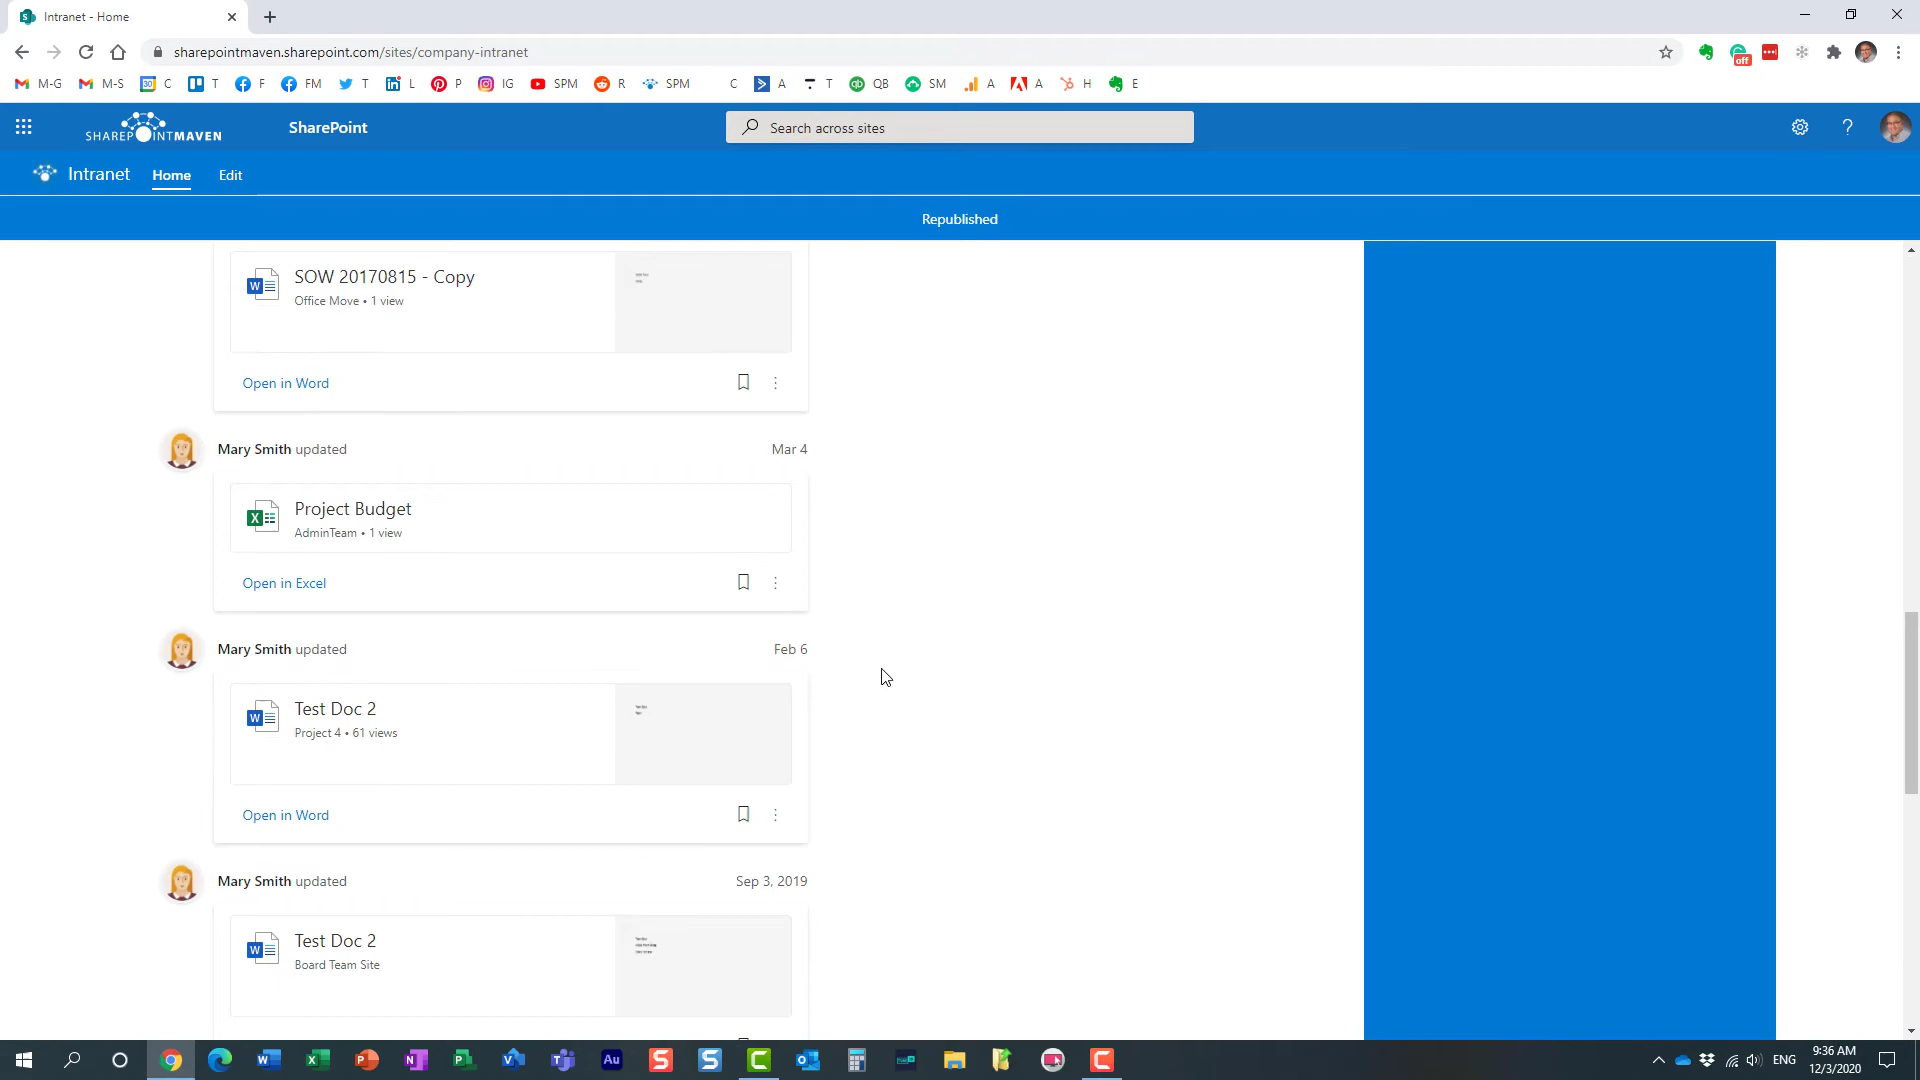 Intranet - Home
sharepointmaven.sharepoint.com/sites/company-intranet
M-G M-S C T F FM T L P IG SPM R SPM C A T QB SM A A H E
SHAREPOINTMAVEN SharePoint Search across sites
Intranet Home Edit
Republished
SOW 20170815 - Copy
Office Move • 1 view
Open in Word
Mary Smith updated Mar 4
Project Budget
AdminTeam • 1 view
Open in Excel
Mary Smith updated Feb 6
Test Doc 2
Project 4 • 61 views
Open in Word
Mary Smith updated Sep 3, 2019
Test Doc 2
Board Team Site
ENG 9:36 AM
12/3/2020